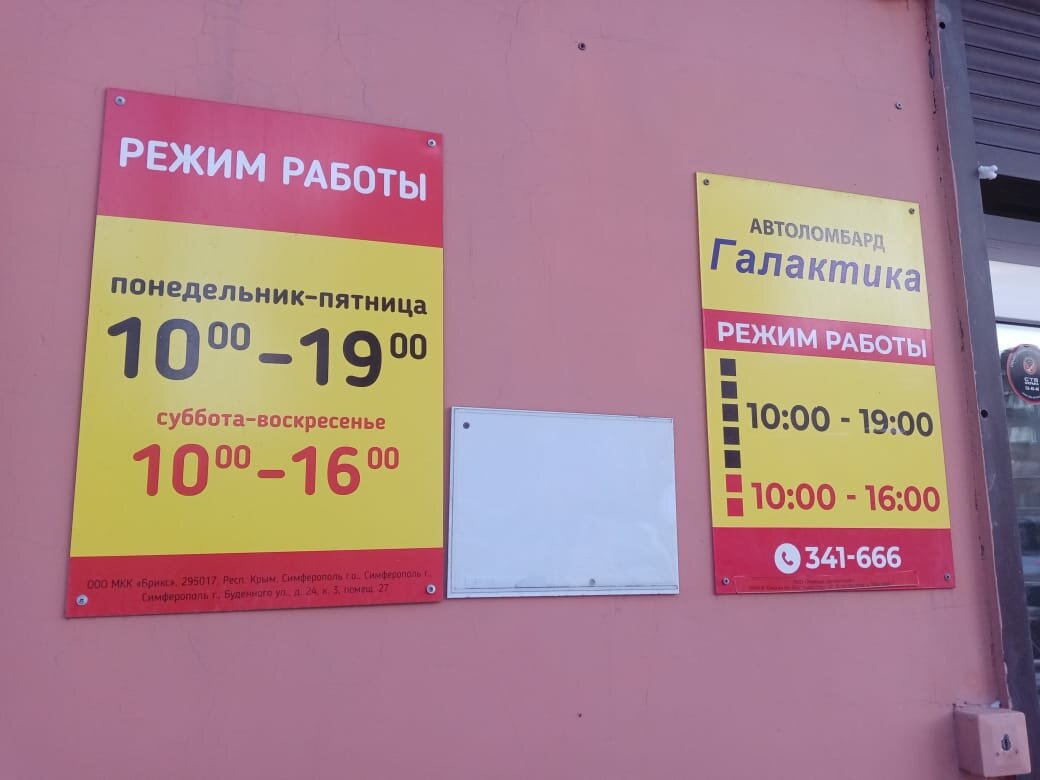 РЕЖИМ РАБОТЫ
понедельник-пятница
10⁰⁰-19⁰⁰
суббота-воскресенье
10⁰⁰-16⁰⁰
ООО МКК «Брикс», 295017, Респ. Крым, Симферополь г.о., Симферополь г.,
Симферополь г., Буденного ул., д. 24, к. 3, помещ. 27
АВТОЛОМБАРД
Галактика
РЕЖИМ РАБОТЫ
10:00 - 19:00
10:00 - 16:00
341-666